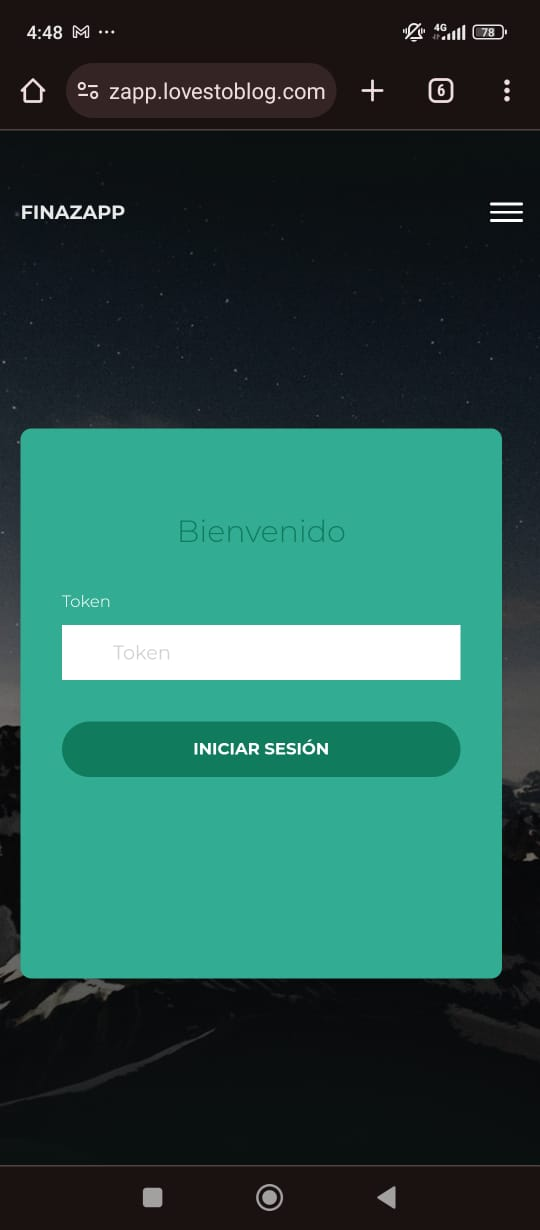 4:48
4G
78
zapp.lovestoblog.com
6
FINAZAPP
Bienvenido
Token
Token
INICIAR SESIÓN